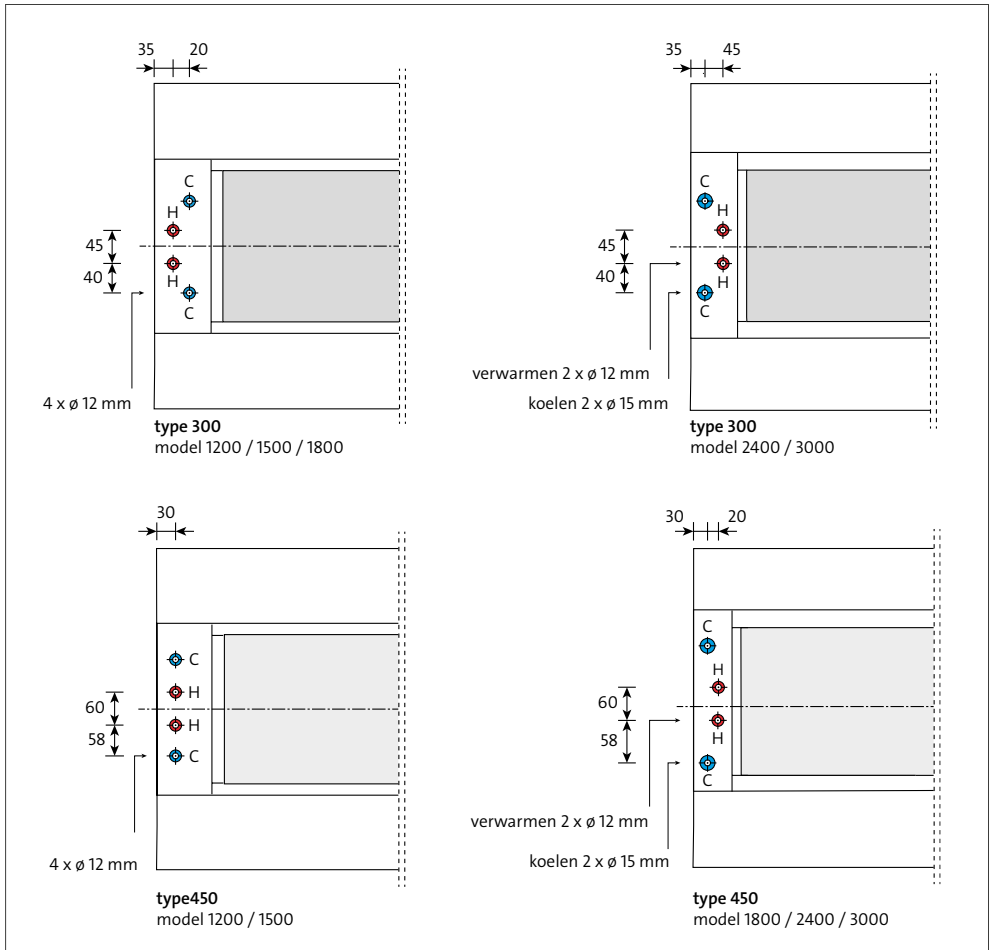 35 20
C
H
45
40
H
C
4 x ø 12 mm
type 300
model 1200 / 1500 / 1800
35 45
C
H
45
40
H
C
verwarmen 2 x ø 12 mm
koelen 2 x ø 15 mm
type 300
model 2400 / 3000
30
C
H
60
H
58
C
4 x ø 12 mm
type450
model 1200 / 1500
30 20
C
H
60
58
H
C
verwarmen 2 x ø 12 mm
koelen 2 x ø 15 mm
type 450
model 1800 / 2400 / 3000